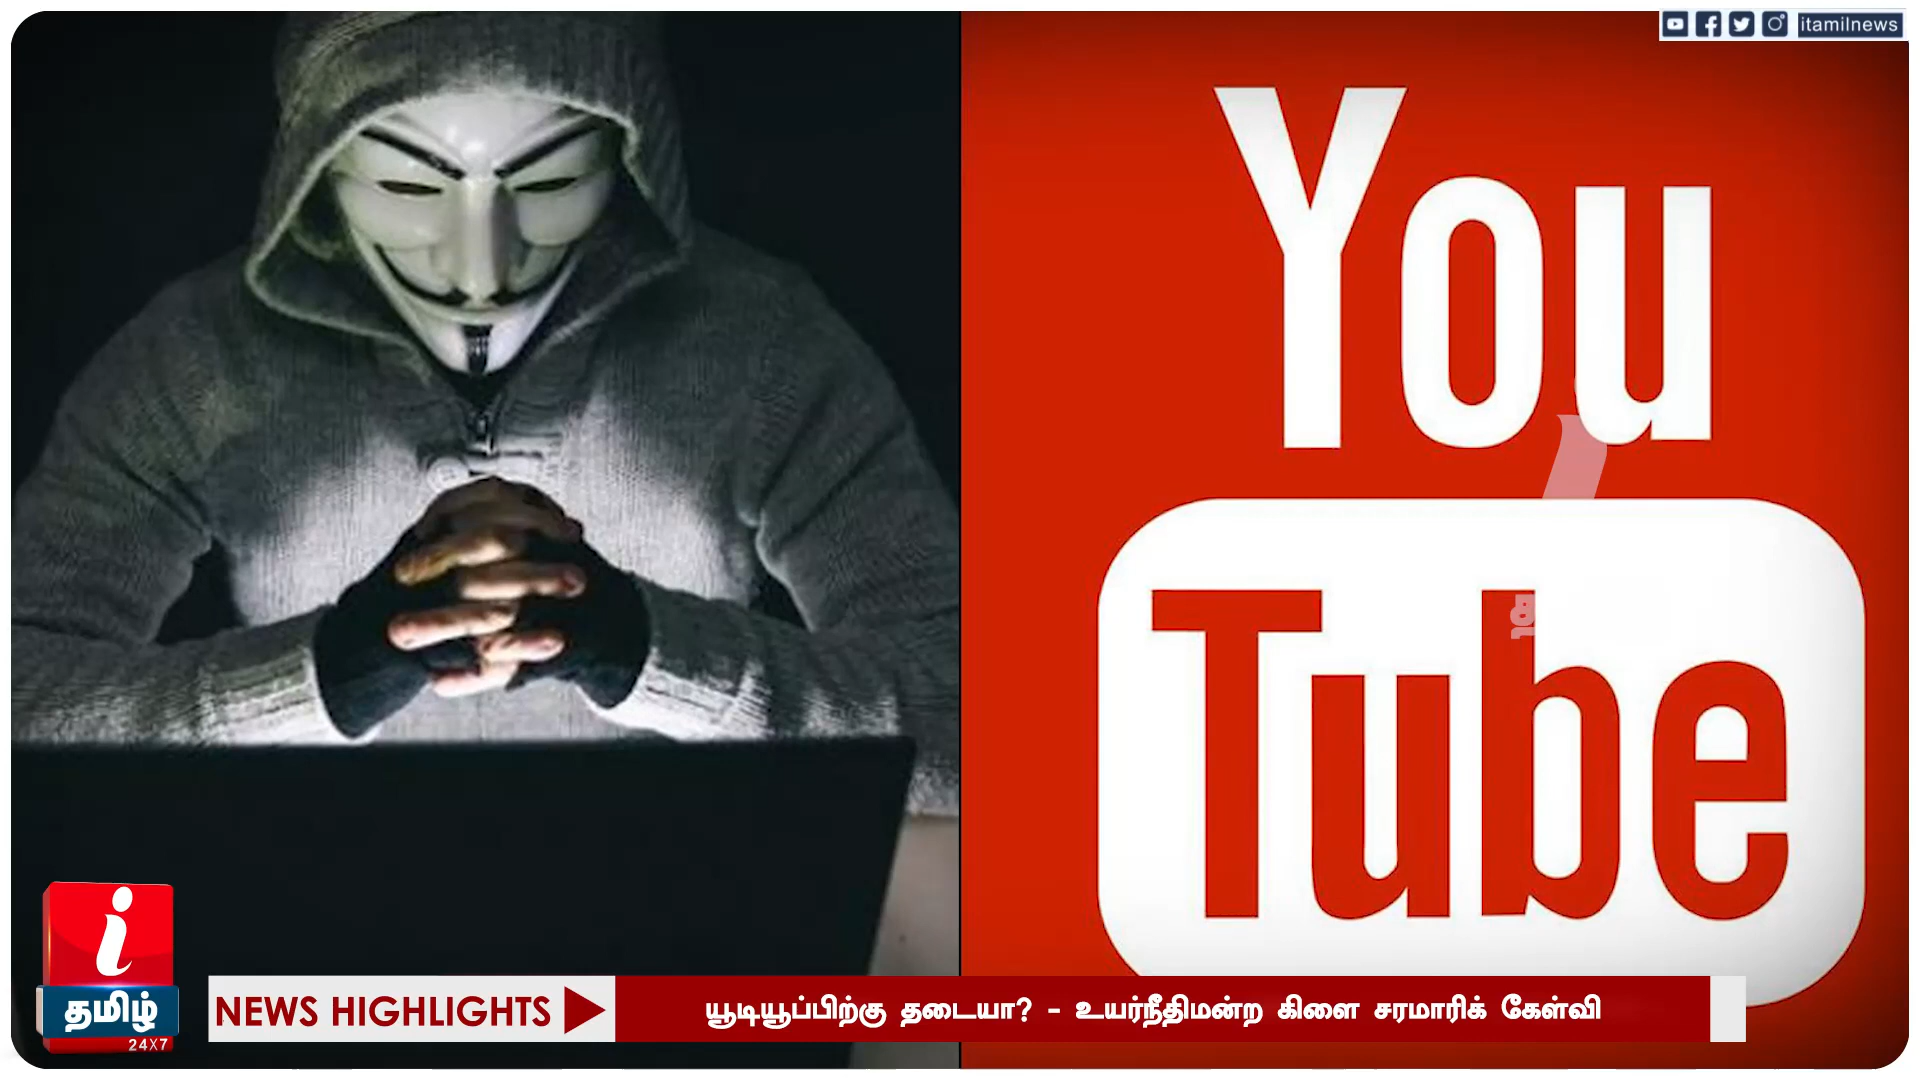 itamilnews
You
Tube
i
தமிழ்
24X7
NEWS HIGHLIGHTS
யூடியூப்பிற்கு தடையா? - உயர்நீதிமன்ற கிளை சரமாரிக் கேள்வி